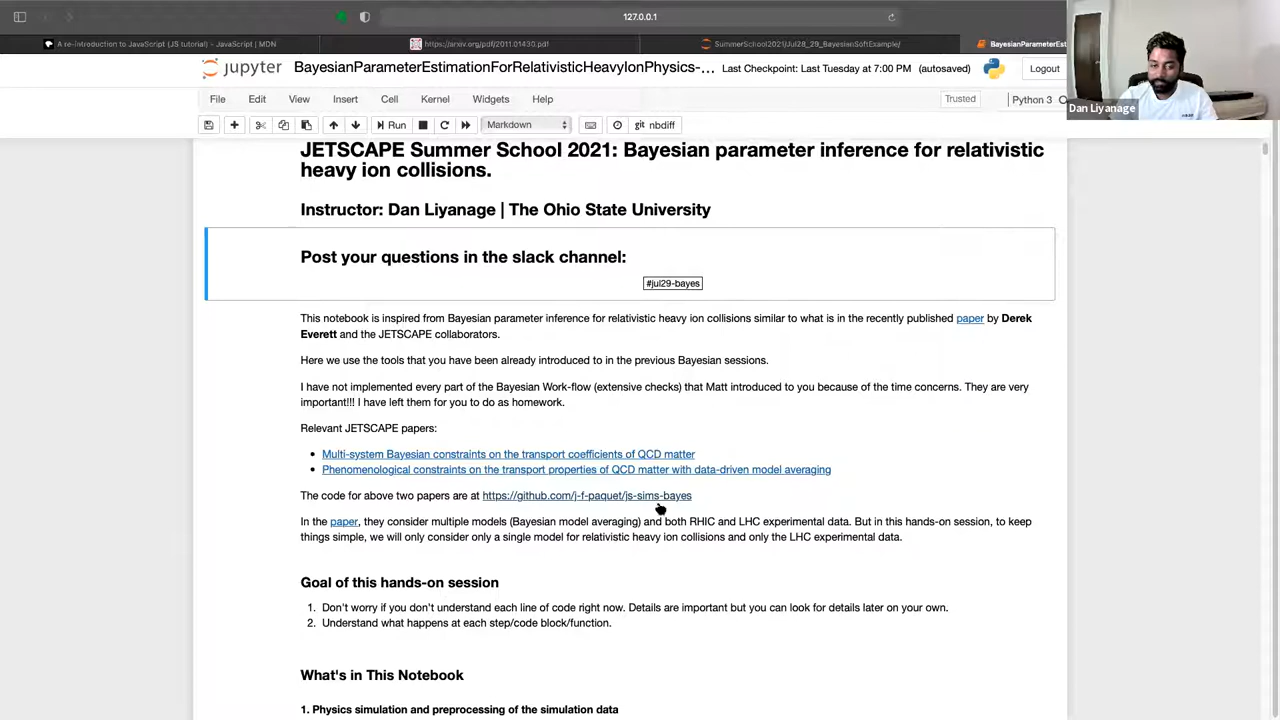 127.0.0.1
A re-introduction to JavaScript (JS tutorial) - JavaScript | MDN
https://arxiv.org/pdf/2011.01430.pdf
SummerSchool2021/Jul28_29_BayesianSoftExample/
BayesianParameterEst
jupyter
BayesianParameterEstimationForRelativisticHeavyIonPhysics-...
Last Checkpoint: Last Tuesday at 7:00 PM (autosaved)
Logout
Dan Liyanage
File Edit View Insert Cell Kernel Widgets Help
Trusted
Python 3
Run
Markdown
git nbdiff
JETSCAPE Summer School 2021: Bayesian parameter inference for relativistic
heavy ion collisions.
Instructor: Dan Liyanage | The Ohio State University
Post your questions in the slack channel:
#jul29-bayes
This notebook is inspired from Bayesian parameter inference for relativistic heavy ion collisions similar to what is in the recently published paper by Derek
Everett and the JETSCAPE collaborators.
Here we use the tools that you have been already introduced to in the previous Bayesian sessions.
I have not implemented every part of the Bayesian Work-flow (extensive checks) that Matt introduced to you because of the time concerns. They are very
important!!! I have left them for you to do as homework.
Relevant JETSCAPE papers:
• Multi-system Bayesian constraints on the transport coefficients of QCD matter
• Phenomenological constraints on the transport properties of QCD matter with data-driven model averaging
The code for above two papers are at https://github.com/j-f-paquet/js-sims-bayes
In the paper, they consider multiple models (Bayesian model averaging) and both RHIC and LHC experimental data. But in this hands-on session, to keep
things simple, we will only consider only a single model for relativistic heavy ion collisions and only the LHC experimental data.
Goal of this hands-on session
1. Don't worry if you don't understand each line of code right now. Details are important but you can look for details later on your own.
2. Understand what happens at each step/code block/function.
What's in This Notebook
1. Physics simulation and preprocessing of the simulation data